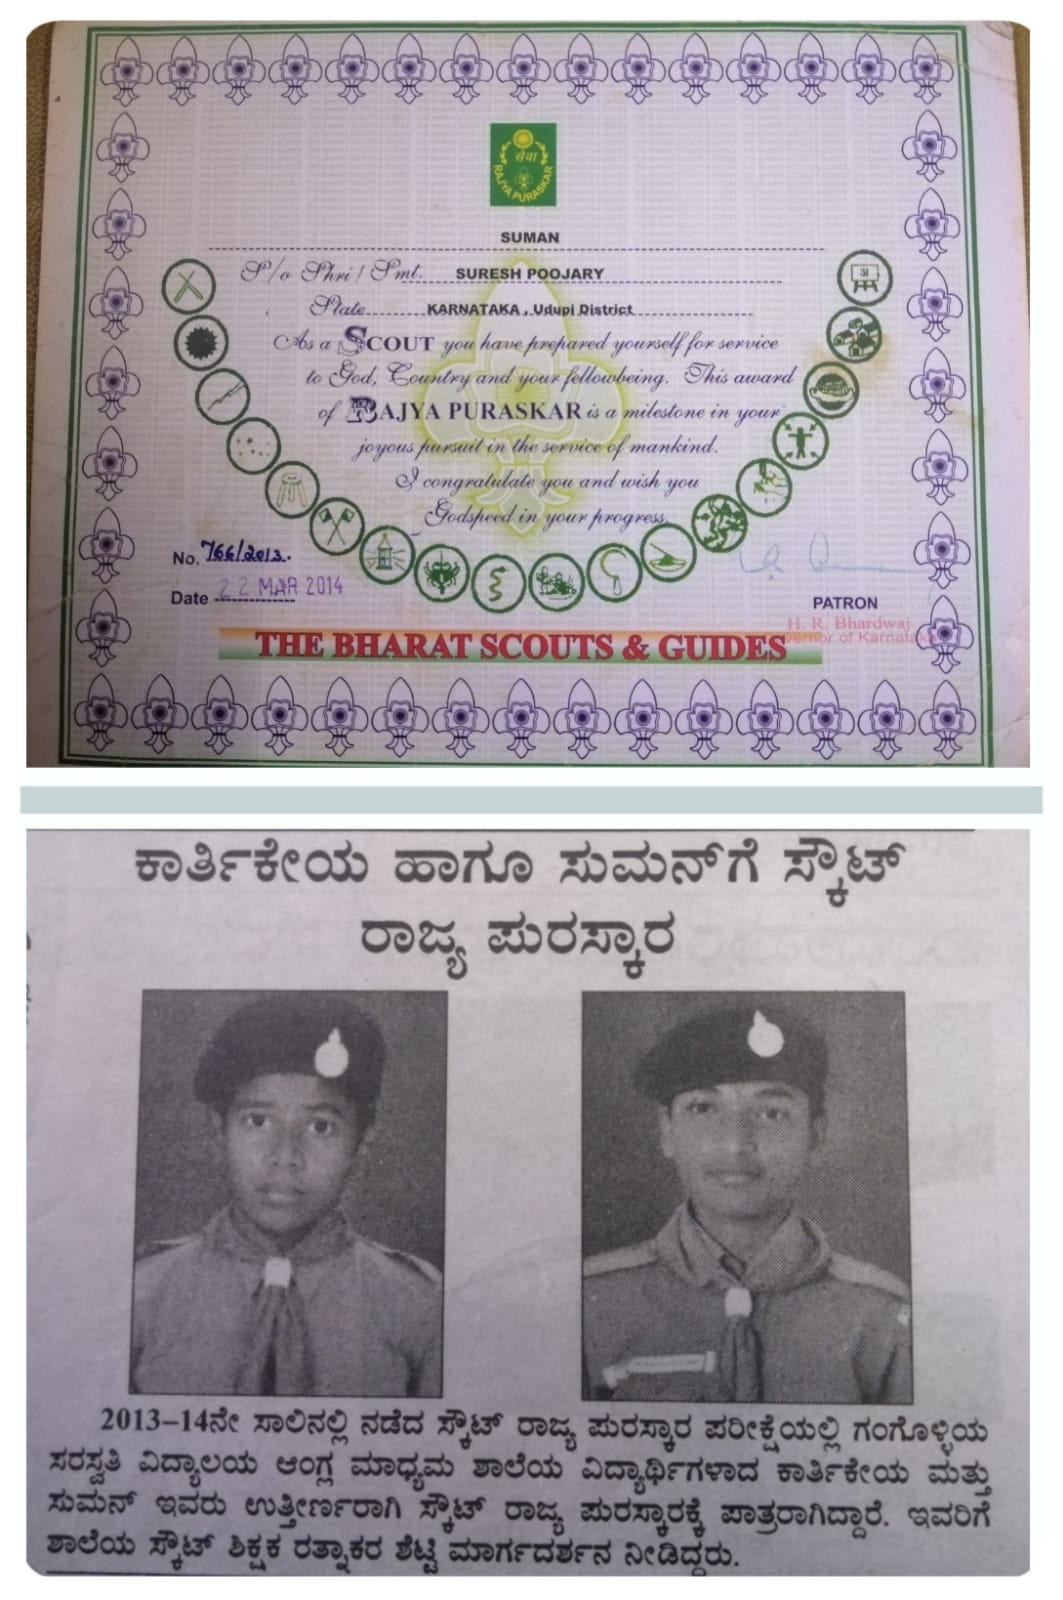 सेवा
RAJYA PURASKAR
SUMAN
S/o Shri / Smt. SURESH POOJARY
State KARNATAKA , Udupi District
As a SCOUT you have prepared yourself for service
to God, Country and your fellowbeing. This award
of RAJYA PURASKAR is a milestone in your
joyous pursuit in the service of mankind.
I congratulate you and wish you
Godspeed in your progress.
अ
No. 766/2013.
Date 22 MAR 2014
PATRON
H. R. Bhardwaj
vernor of Karnataka
THE BHARAT SCOUTS & GUIDES
ಕಾರ್ತಿಕೇಯ ಹಾಗೂ ಸುಮನ್‌ಗೆ ಸ್ಕೌಟ್
ರಾಜ್ಯ ಪುರಸ್ಕಾರ
2013-14ನೇ ಸಾಲಿನಲ್ಲಿ ನಡೆದ ಸ್ಕೌಟ್ ರಾಜ್ಯ ಪುರಸ್ಕಾರ ಪರೀಕ್ಷೆಯಲ್ಲಿ ಗಂಗೊಳ್ಳಿಯ
ಸರಸ್ವತಿ ವಿದ್ಯಾಲಯ ಆಂಗ್ಲ ಮಾಧ್ಯಮ ಶಾಲೆಯ ವಿದ್ಯಾರ್ಥಿಗಳಾದ ಕಾರ್ತಿಕೇಯ ಮತ್ತು
ಸುಮನ್ ಇವರು ಉತ್ತೀರ್ಣರಾಗಿ ಸ್ಕೌಟ್ ರಾಜ್ಯ ಪುರಸ್ಕಾರಕ್ಕೆ ಪಾತ್ರರಾಗಿದ್ದಾರೆ. ಇವರಿಗೆ
ಶಾಲೆಯ ಸ್ಕೌಟ್ ಶಿಕ್ಷಕ ರತ್ನಾಕರ ಶೆಟ್ಟಿ ಮಾರ್ಗದರ್ಶನ ನೀಡಿದ್ದರು.